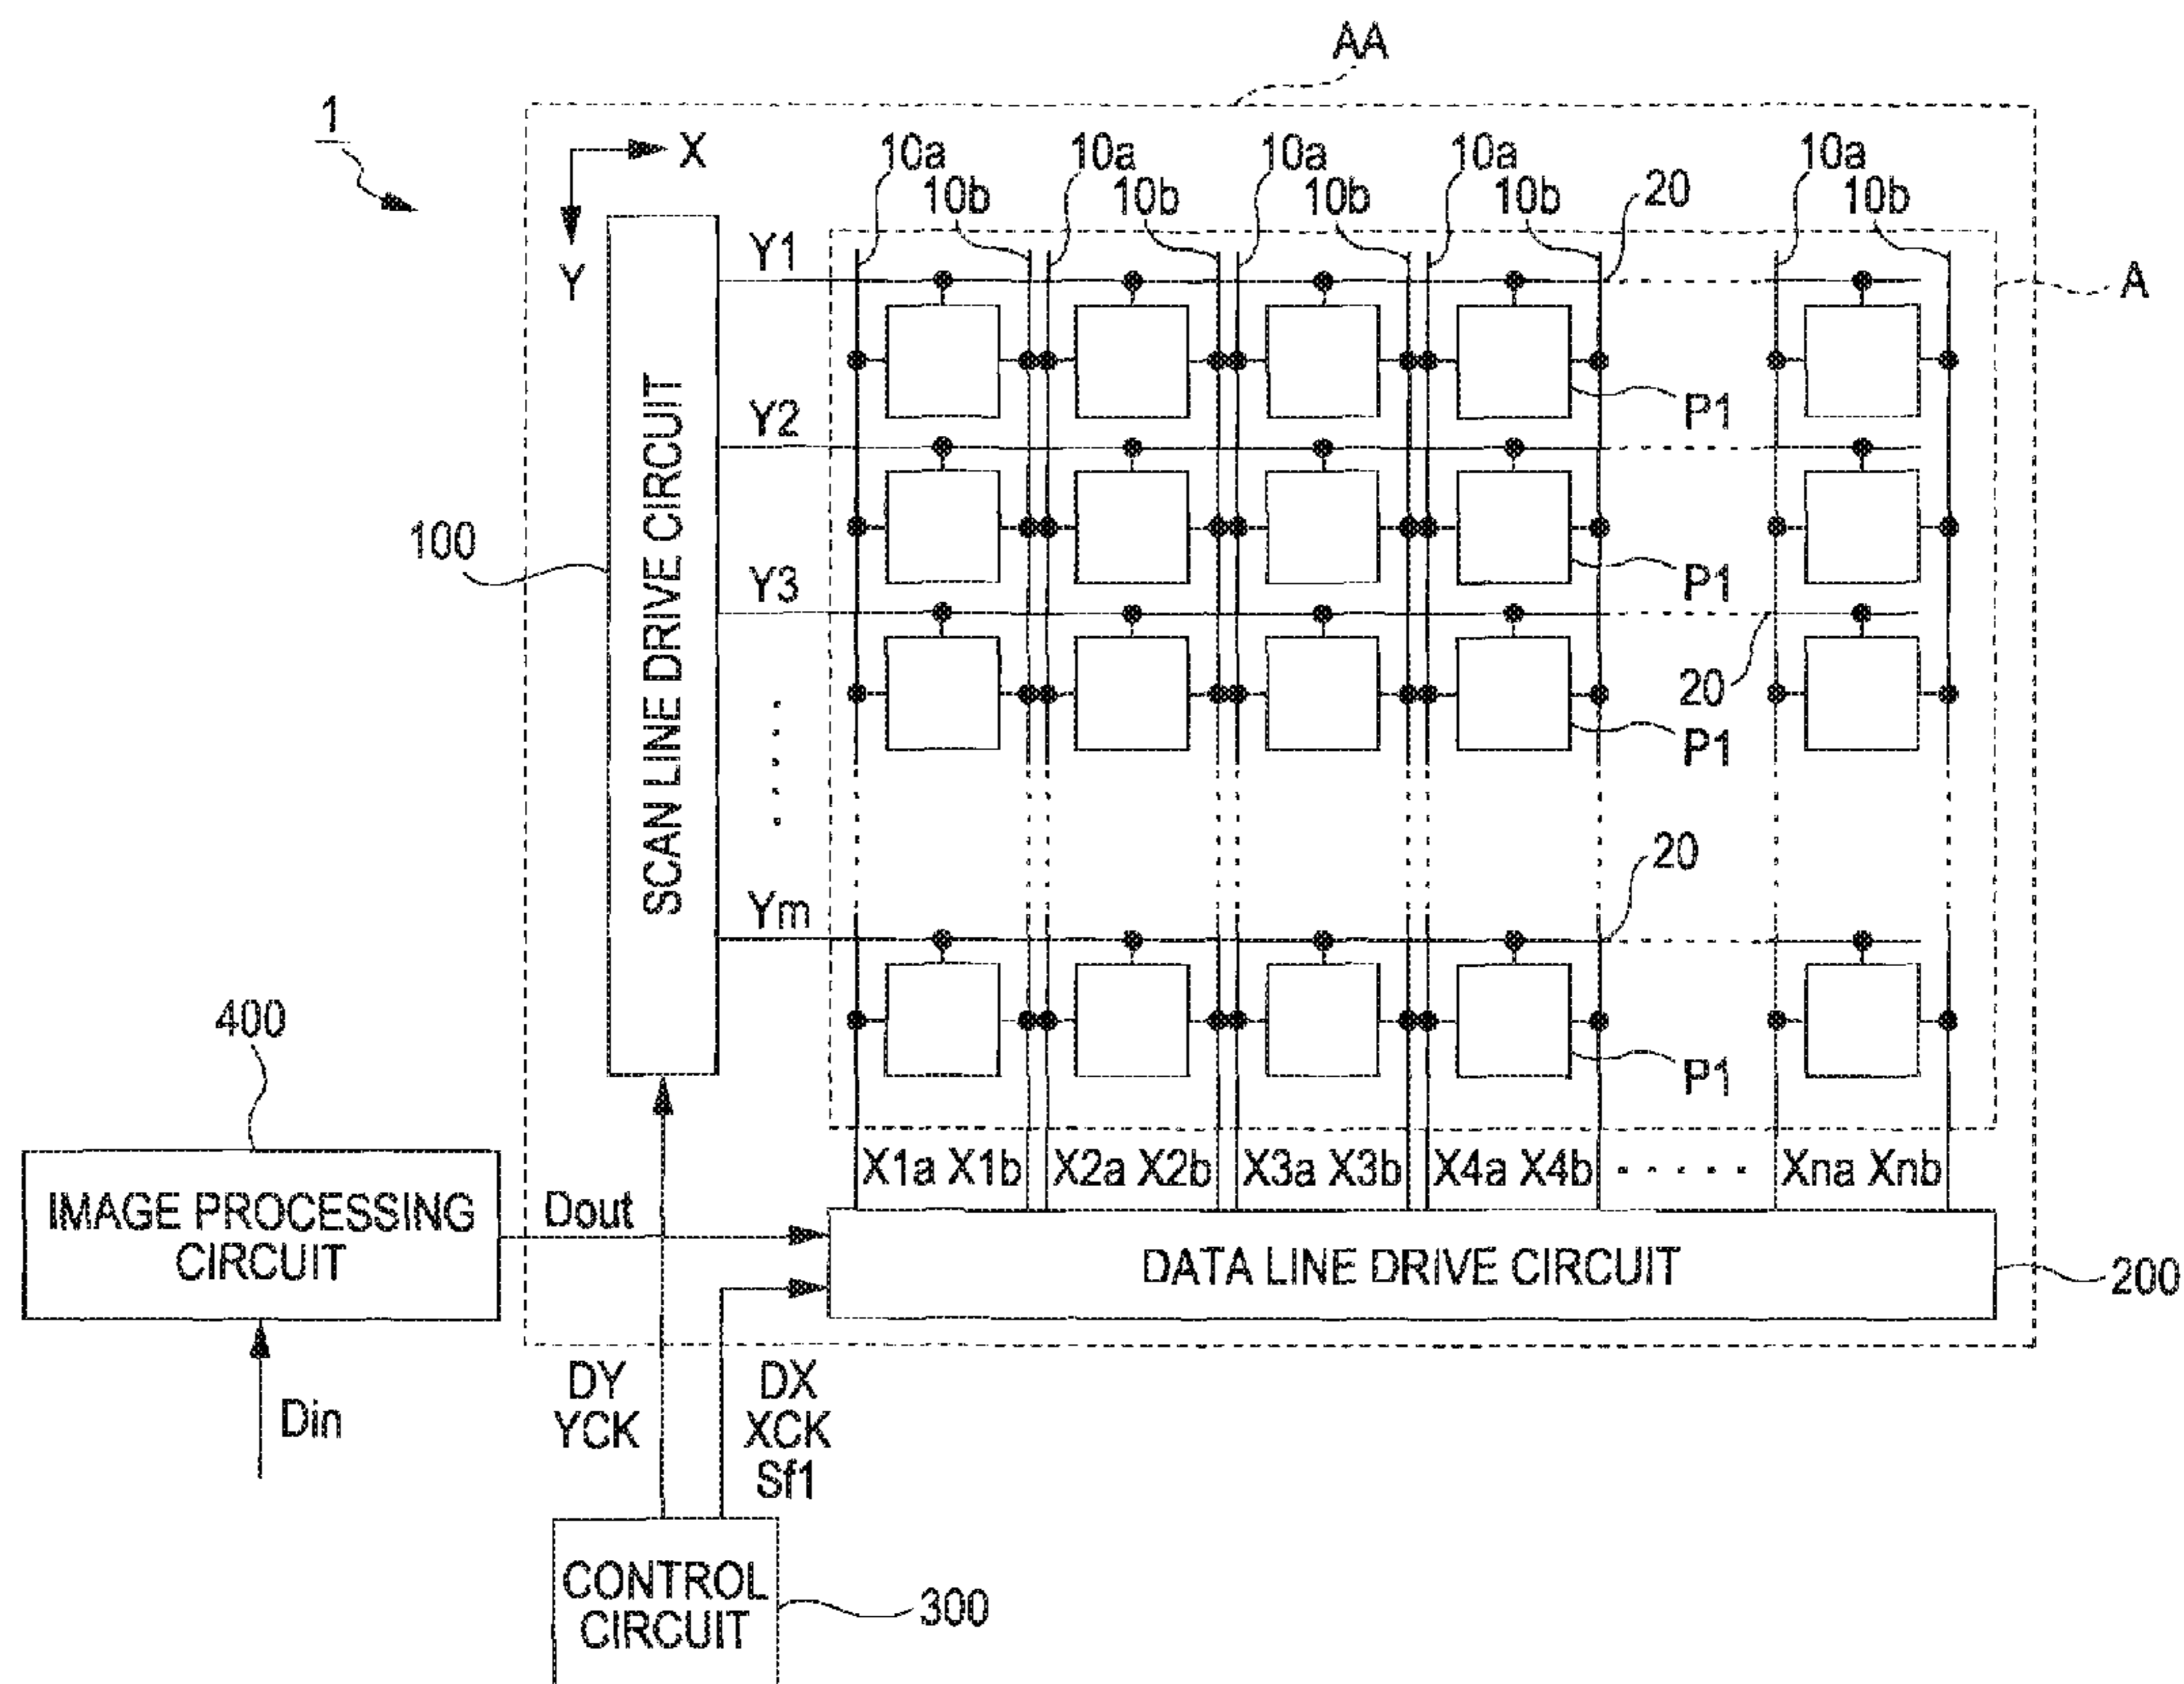 AA
1
X
Y
10a 10a 10a 10a 10a
10b 10b 10b 10b 20 10b
A
Y1
P1
Y2
100
SCAN LINE DRIVE CIRCUIT
P1
Y3
20
P1
20
Ym
P1
400
IMAGE PROCESSING
CIRCUIT
X1a X1b X2a X2b X3a X3b X4a X4b ······ Xna Xnb
Dout
DATA LINE DRIVE CIRCUIT
200
Din
DY
YCK
DX
XCK
Sf1
CONTROL
CIRCUIT
300